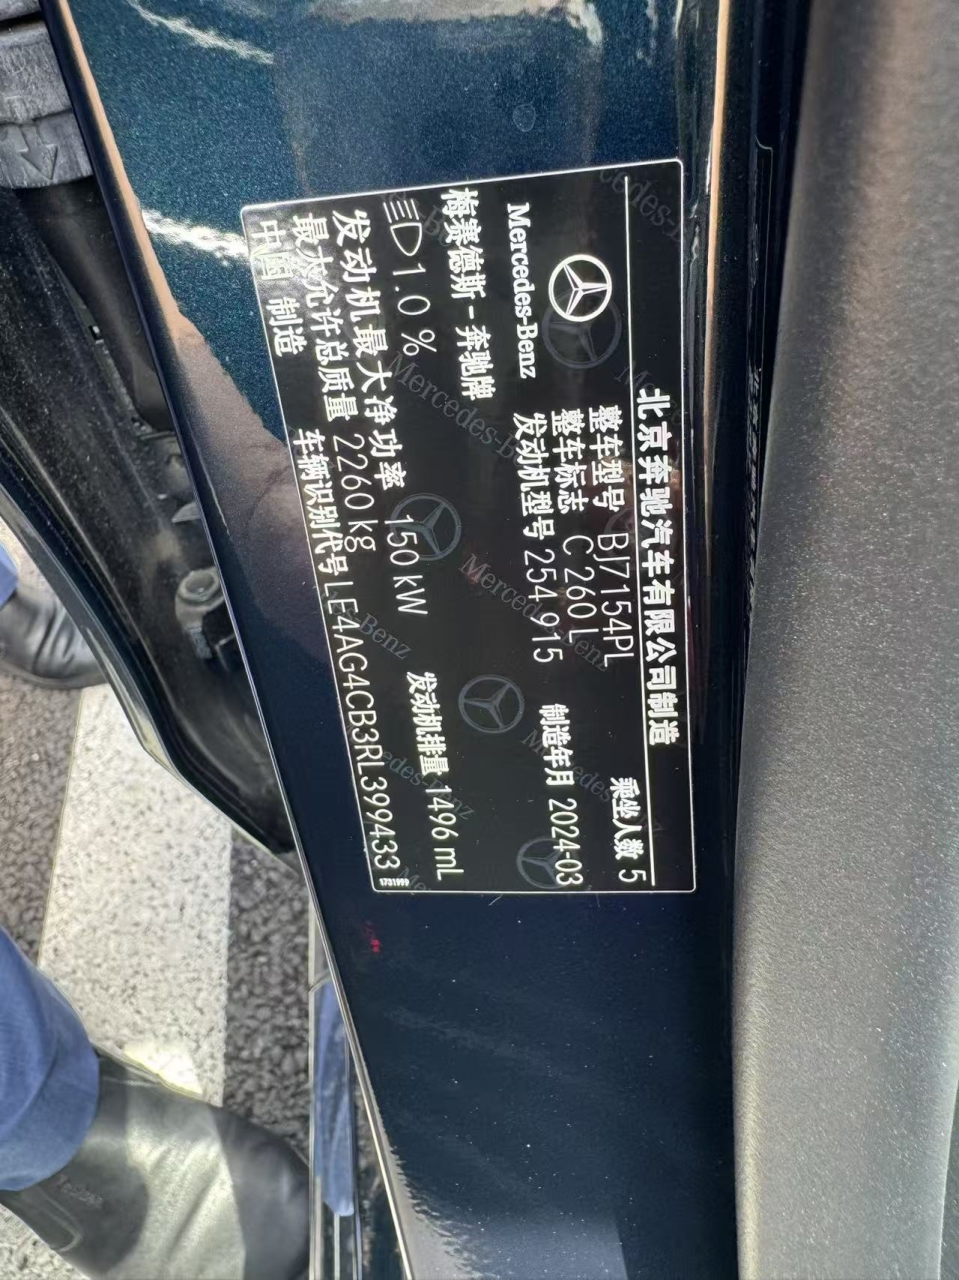 北京奔驰汽车有限公司制造
Mercedes-Benz
整车型号 BJ7154PL
乘坐人数 5
整车标志 C 260 L
制造年月 2024-03
发动机型号 254 915
梅赛德斯-奔驰牌
1.0 %
发动机排量 1496 mL
发动机最大净功率 150 kW
最大允许总质量 2260 kg
车辆识别代号 LE4AG4CB3RL399433
中国 制造
1731999